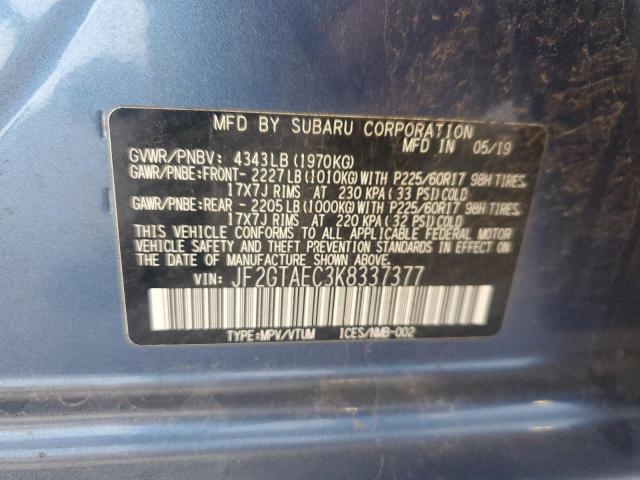 MFD BY SUBARU CORPORATION
MFD IN 05/19
GVWR/PNBV: 4343LB (1970KG)
GAWR/PNBE:FRONT- 2227LB (1010KG) WITH P225/60R17 98H TIRES,
17X7J RIMS AT 230 KPA (33 PSI) COLD
GAWR/PNBE:REAR - 2205LB (1000KG) WITH P225/60R17 98H TIRES,
17X7J RIMS AT 220 KPA (32 PSI) COLD
THIS VEHICLE CONFORMS TO ALL APPLICABLE FEDERAL MOTOR
VEHICLE SAFETY AND THEFT PREVENTION STANDARDS IN EFFECT ON
THE DATE OF MANUFACTURE SHOWN ABOVE.
VIN: JF2GTAEC3K8337377
TYPE:MPV/VTUM ICES/NMB-002